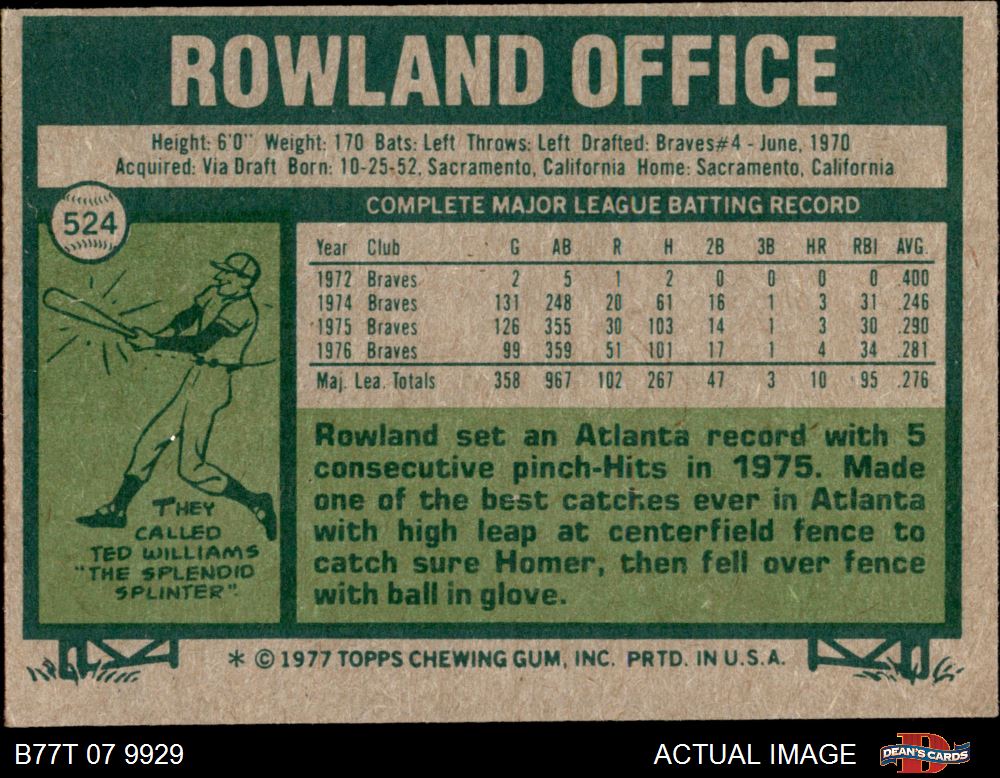 ROWLAND OFFICE
Height: 6'0" Weight: 170 Bats: Left Throws: Left Drafted: Braves#4 - June, 1970
Acquired: Via Draft Born: 10-25-52, Sacramento, California Home: Sacramento, California
524
COMPLETE MAJOR LEAGUE BATTING RECORD
Year Club G AB R H 2B 3B HR RBI AVG.
1972 Braves 2 5 1 2 0 0 0 0 .400
1974 Braves 131 248 20 61 16 1 3 31 .246
1975 Braves 126 355 30 103 14 1 3 30 .290
1976 Braves 99 359 51 101 17 1 4 34 .281
Maj. Lea. Totals 358 967 102 267 47 3 10 95 .276
Rowland set an Atlanta record with 5
consecutive pinch-Hits in 1975. Made
one of the best catches ever in Atlanta
with high leap at centerfield fence to
catch sure Homer, then fell over fence
with ball in glove.
THEY
CALLED
TED WILLIAMS
"THE SPLENDID
SPLINTER".
* © 1977 TOPPS CHEWING GUM, INC. PRTD. IN U.S.A.
B77T 07 9929
ACTUAL IMAGE
DEAN'S CARDS